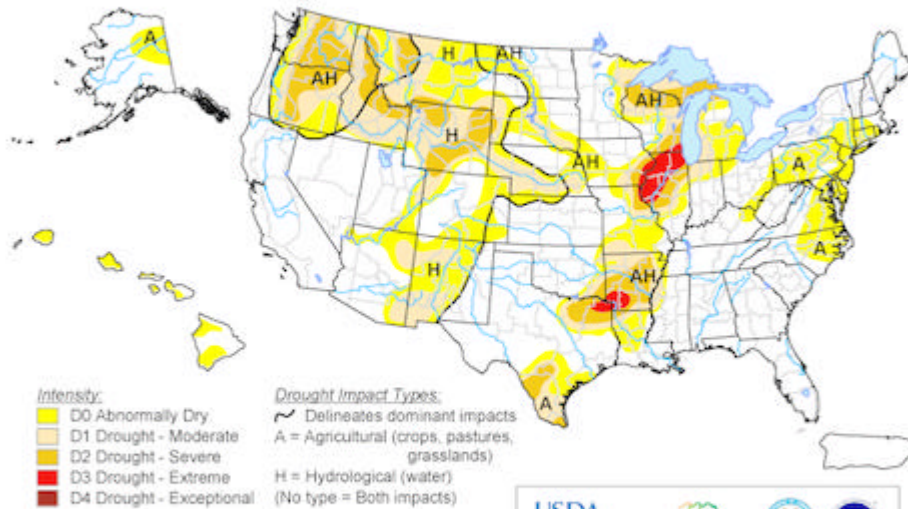 A
H
AH
AH
AH
H
AH
A
H
A
AH
A
Intensity:
D0 Abnormally Dry
D1 Drought - Moderate
D2 Drought - Severe
D3 Drought - Extreme
D4 Drought - Exceptional
Drought Impact Types:
Delineates dominant impacts
A = Agricultural (crops, pastures,
grasslands)
H = Hydrological (water)
(No type = Both impacts)
USDA